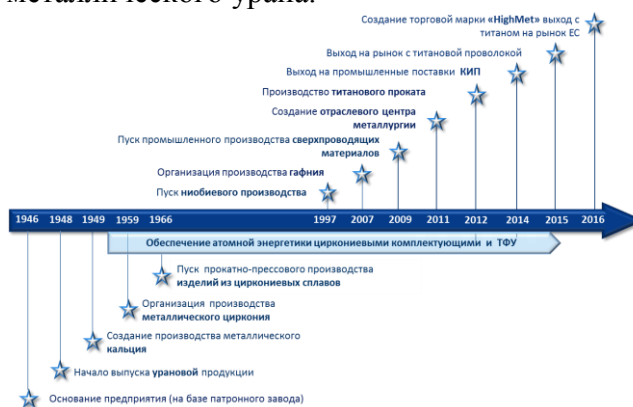 металлического урана.
Создание торговой марки «HighMet» выход с
титаном на рынок ЕС
Выход на рынок с титановой проволокой
Выход на промышленные поставки КИП
Производство титанового проката
Создание отраслевого центра
металлургии
Пуск промышленного производства сверхпроводящих
материалов
Организация производства гафния
Пуск ниобиевого производства
1946 1948 1949 1959 1966 1997 2007 2009 2011 2012 2014 2015 2016
Обеспечение атомной энергетики циркониевыми комплектующими и ТФУ
Пуск прокатно-прессового производства
изделий из циркониевых сплавов
Организация производства
металлического циркония
Создание производства металлического
кальция
Начало выпуска урановой продукции
Основание предприятия (на базе патронного завода)